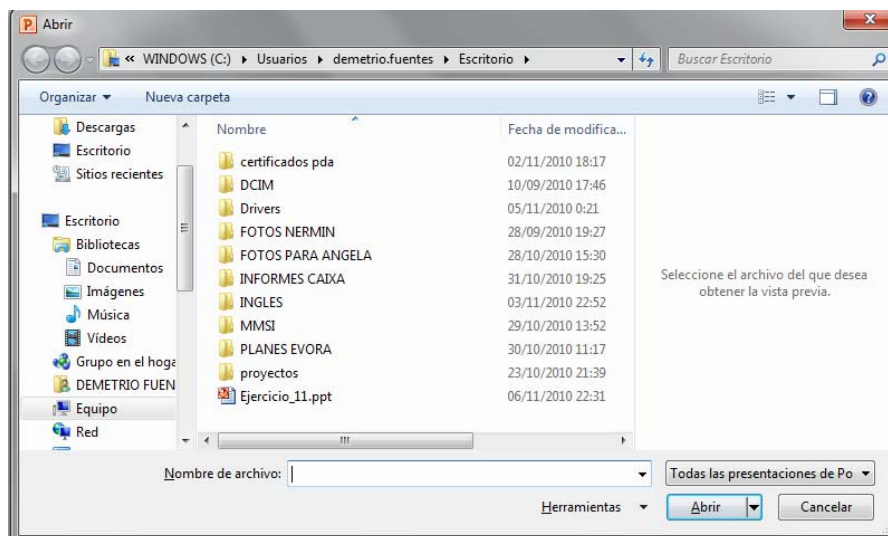 Abrir
« WINDOWS (C:) Usuarios demetrio.fuentes Escritorio Buscar Escritorio
Organizar Nueva carpeta
Descargas
Escritorio
Sitios recientes
Escritorio
Bibliotecas
Documentos
Imágenes
Música
Vídeos
Grupo en el hoga
DEMETRIO FUEN
Equipo
Red
Nombre Fecha de modifica...
certificados pda 02/11/2010 18:17
DCIM 10/09/2010 17:46
Drivers 05/11/2010 0:21
FOTOS NERMIN 28/09/2010 19:27
FOTOS PARA ANGELA 28/10/2010 15:30
INFORMES CAIXA 31/10/2010 19:25
INGLES 03/11/2010 22:52
MMSI 29/10/2010 13:52
PLANES EVORA 30/10/2010 11:17
proyectos 23/10/2010 21:39
Ejercicio_11.ppt 06/11/2010 22:31
Seleccione el archivo del que desea
obtener la vista previa.
Nombre de archivo: Todas las presentaciones de Po
Herramientas Abrir Cancelar